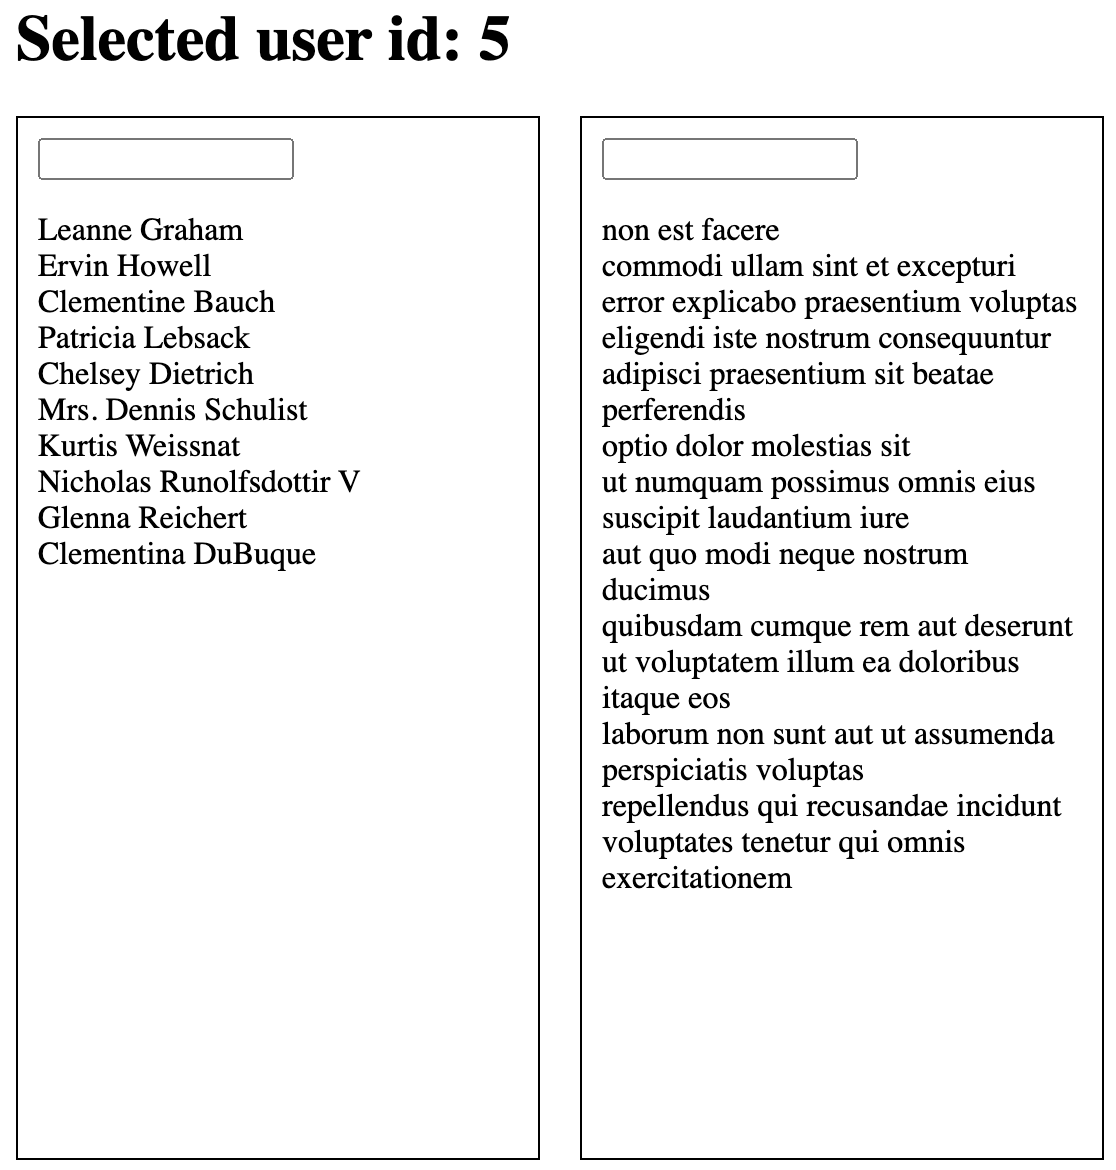 Selected user id: 5
Leanne Graham
Ervin Howell
Clementine Bauch
Patricia Lebsack
Chelsey Dietrich
Mrs. Dennis Schulist
Kurtis Weissnat
Nicholas Runolfsdottir V
Glenna Reichert
Clementina DuBuque
non est facere
commodi ullam sint et excepturi
error explicabo praesentium voluptas
eligendi iste nostrum consequuntur
adipisci praesentium sit beatae
perferendis
optio dolor molestias sit
ut numquam possimus omnis eius
suscipit laudantium iure
aut quo modi neque nostrum
ducimus
quibusdam cumque rem aut deserunt
ut voluptatem illum ea doloribus
itaque eos
laborum non sunt aut ut assumenda
perspiciatis voluptas
repellendus qui recusandae incidunt
voluptates tenetur qui omnis
exercitationem